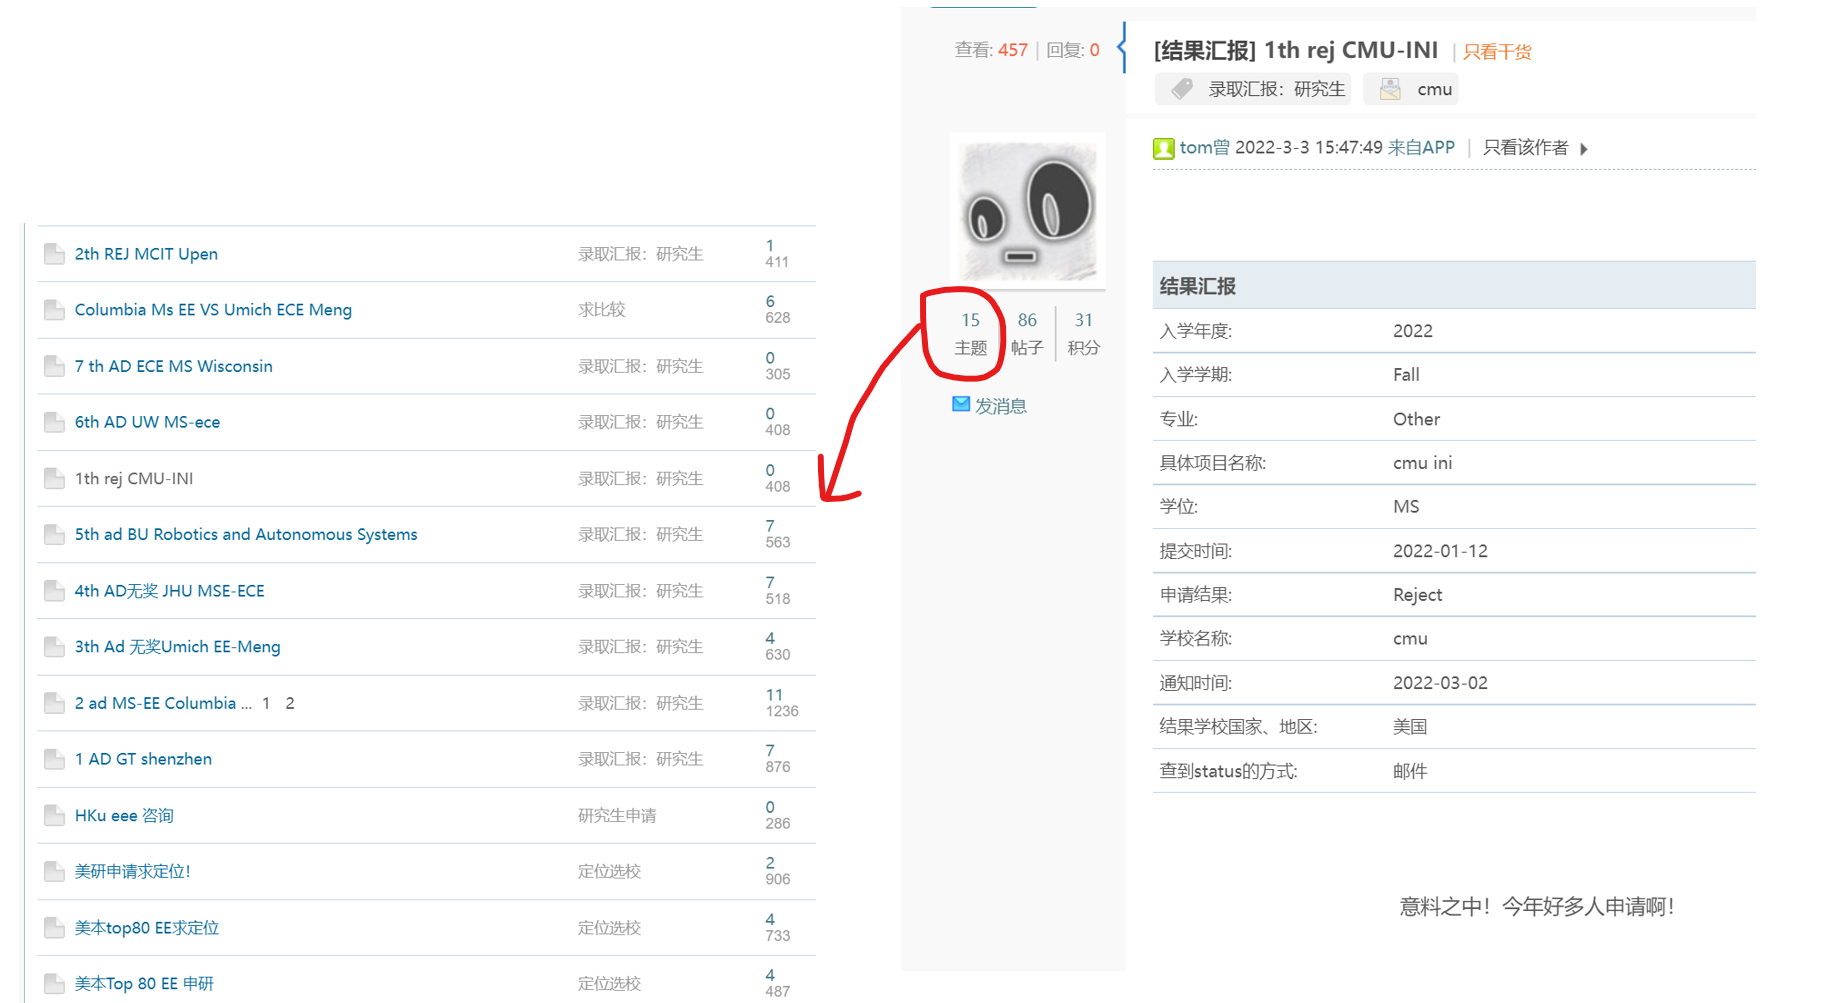 2th REJ MCIT Upen 录取汇报：研究生 1
411
Columbia Ms EE VS Umich ECE Meng 求比较 6
628
7 th AD ECE MS Wisconsin 录取汇报：研究生 0
305
6th AD UW MS-ece 录取汇报：研究生 0
408
1th rej CMU-INI 录取汇报：研究生 0
408
5th ad BU Robotics and Autonomous Systems 录取汇报：研究生 7
563
4th AD无奖 JHU MSE-ECE 录取汇报：研究生 7
518
3th Ad 无奖Umich EE-Meng 录取汇报：研究生 4
630
2 ad MS-EE Columbia ... 1 2 录取汇报：研究生 11
1236
1 AD GT shenzhen 录取汇报：研究生 7
876
HKu eee 咨询 研究生申请 0
286
美研申请求定位！ 定位选校 2
906
美本top80 EE求定位 定位选校 4
733
美本Top 80 EE 申研 定位选校 4
487
查看: 457 | 回复: 0
15 86 31
主题 帖子 积分
发消息
[结果汇报] 1th rej CMU-INI | 只看干货
录取汇报：研究生 cmu
tom曾 2022-3-3 15:47:49 来自APP | 只看该作者
结果汇报
入学年度: 2022
入学学期: Fall
专业: Other
具体项目名称: cmu ini
学位: MS
提交时间: 2022-01-12
申请结果: Reject
学校名称: cmu
通知时间: 2022-03-02
结果学校国家、地区: 美国
查到status的方式: 邮件
意料之中！今年好多人申请啊！